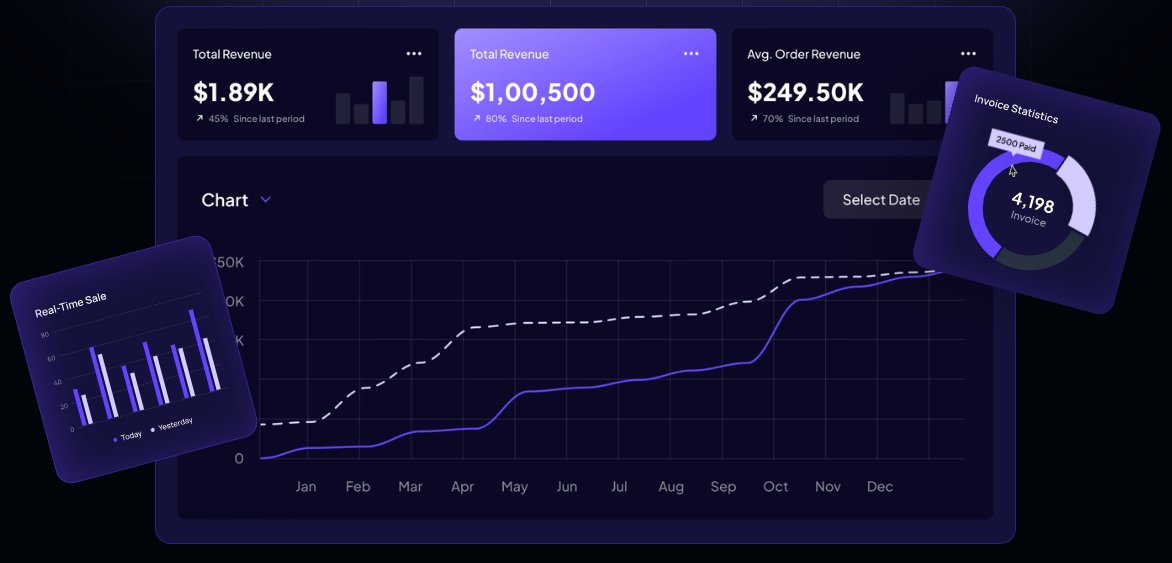 Total Revenue
$1.89K
45% Since last period
Total Revenue
$1,00,500
80% Since last period
Avg. Order Revenue
$249.50K
70% Since last period
Invoice Statistics
2500 Paid
4,198
Invoice
Chart
Select Date
50K
0K
K
0
Jan Feb Mar Apr May Jun Jul Aug Sep Oct Nov Dec
Real-Time Sale
80
60
40
20
0
Today Yesterday